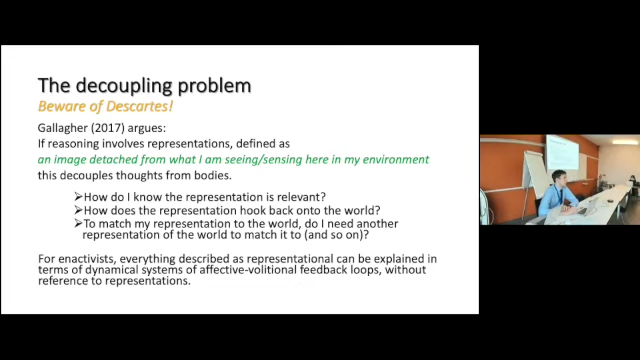 The decoupling problem
Beware of Descartes!
Gallagher (2017) argues:
If reasoning involves representations, defined as
an image detached from what I am seeing/sensing here in my environment
this decouples thoughts from bodies.
➢How do I know the representation is relevant?
➢How does the representation hook back onto the world?
➢To match my representation to the world, do I need another
representation of the world to match it to (and so on)?
For enactivists, everything described as representational can be explained in
terms of dynamical systems of affective-volitional feedback loops, without
reference to representations.